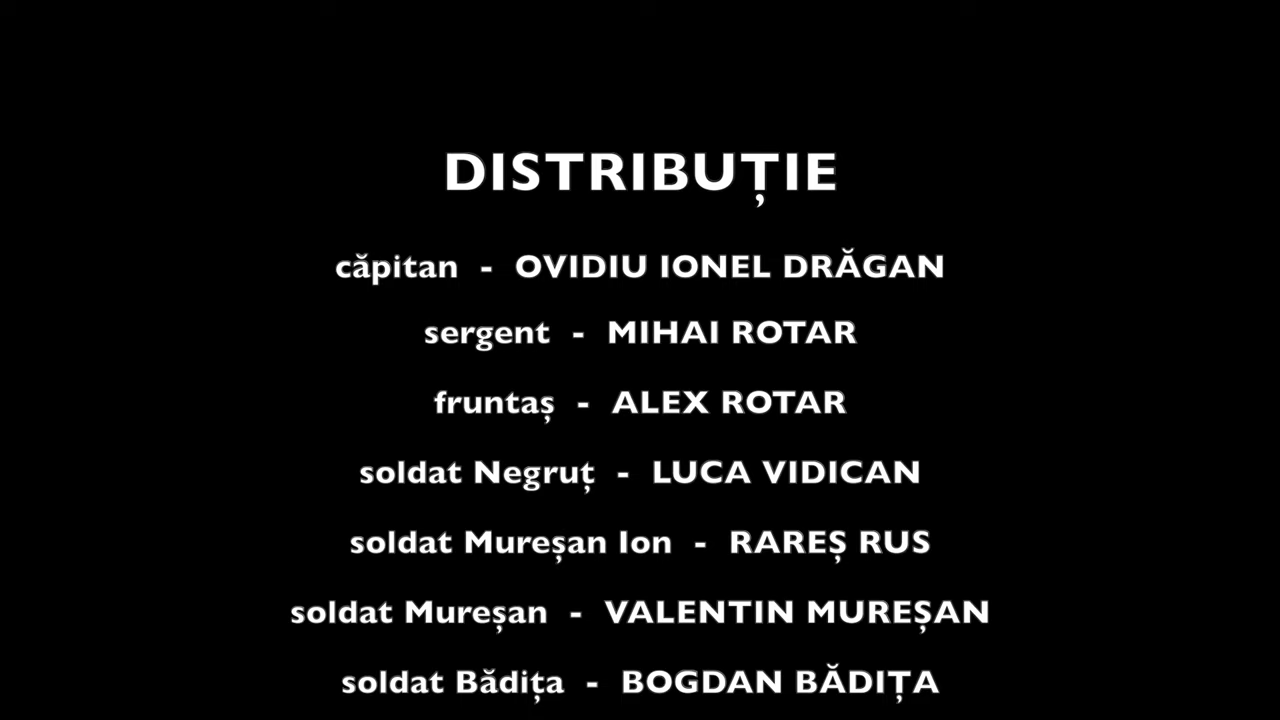 DISTRIBUȚIE
căpitan - OVIDIU IONEL DRĂGAN
sergent - MIHAI ROTAR
fruntaș - ALEX ROTAR
soldat Negruț - LUCA VIDICAN
soldat Mureșan Ion - RAREȘ RUS
soldat Mureșan - VALENTIN MUREȘAN
soldat Bădița - BOGDAN BĂDIȚA